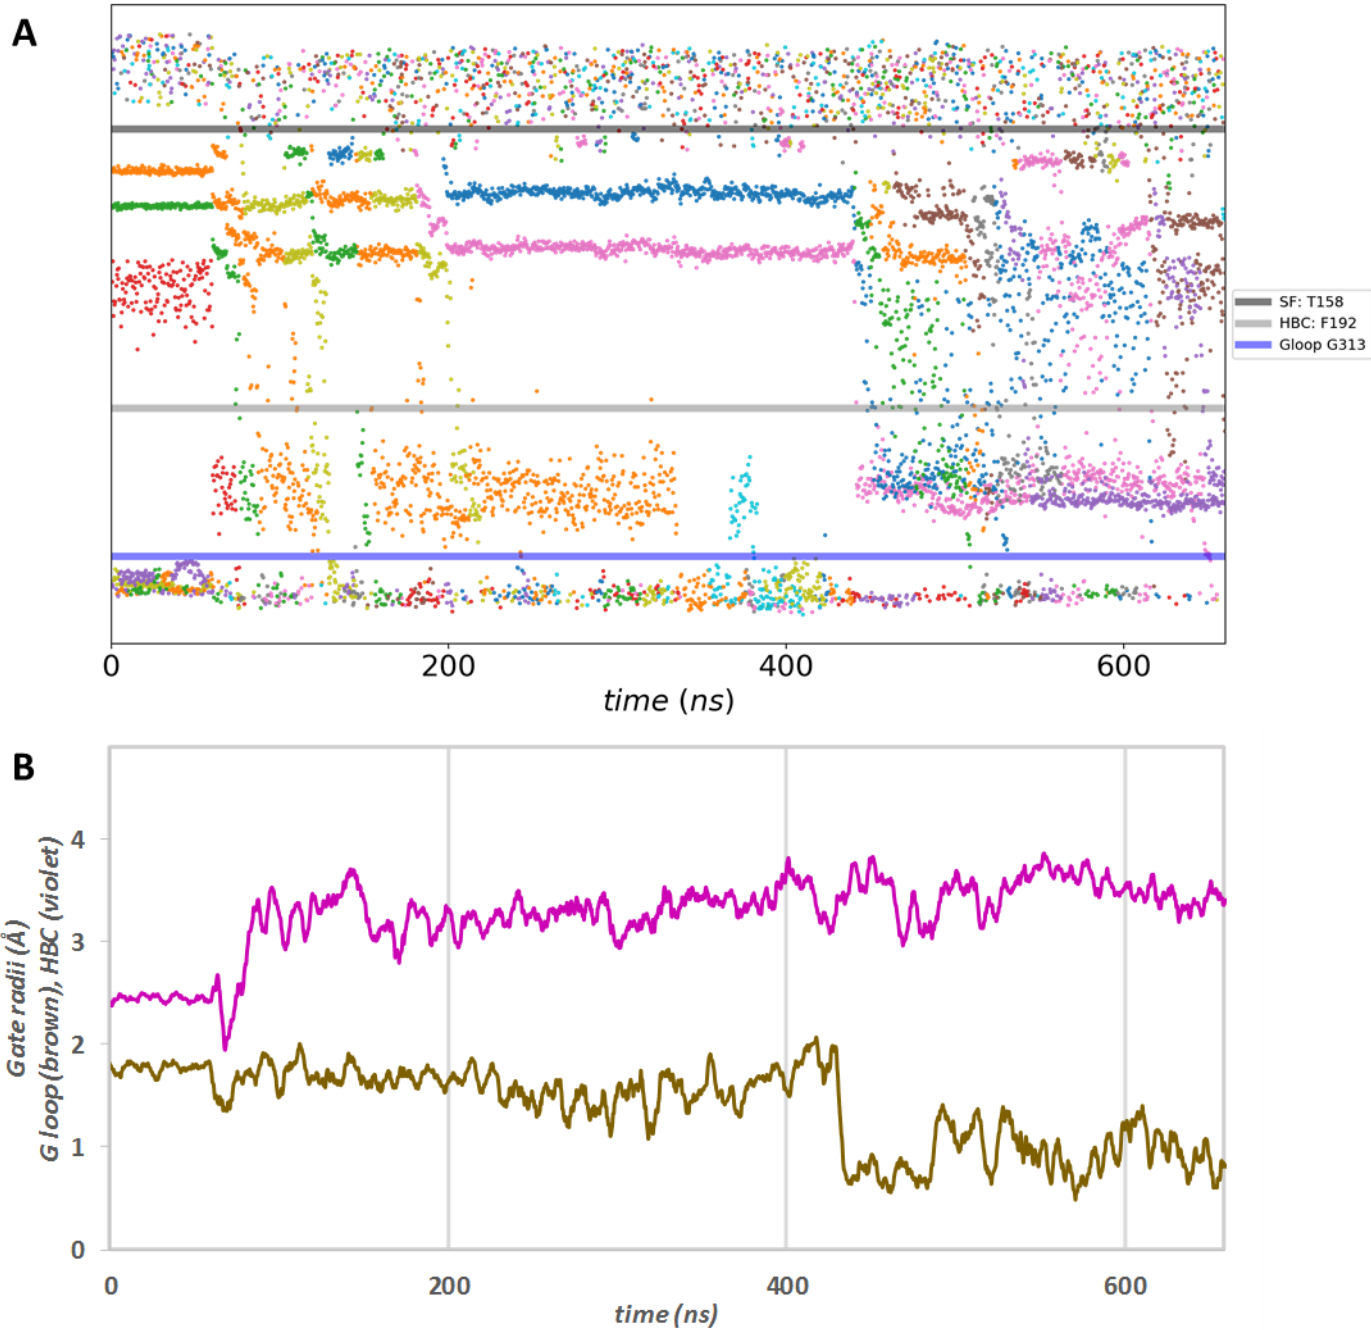 A
SF: T158
HBC: F192
Gloop G313
0 200 400 600
time (ns)
B
Gate radii (Å)
G loop(brown), HBC (violet)
4
3
2
1
0
0 200 400 600
time (ns)